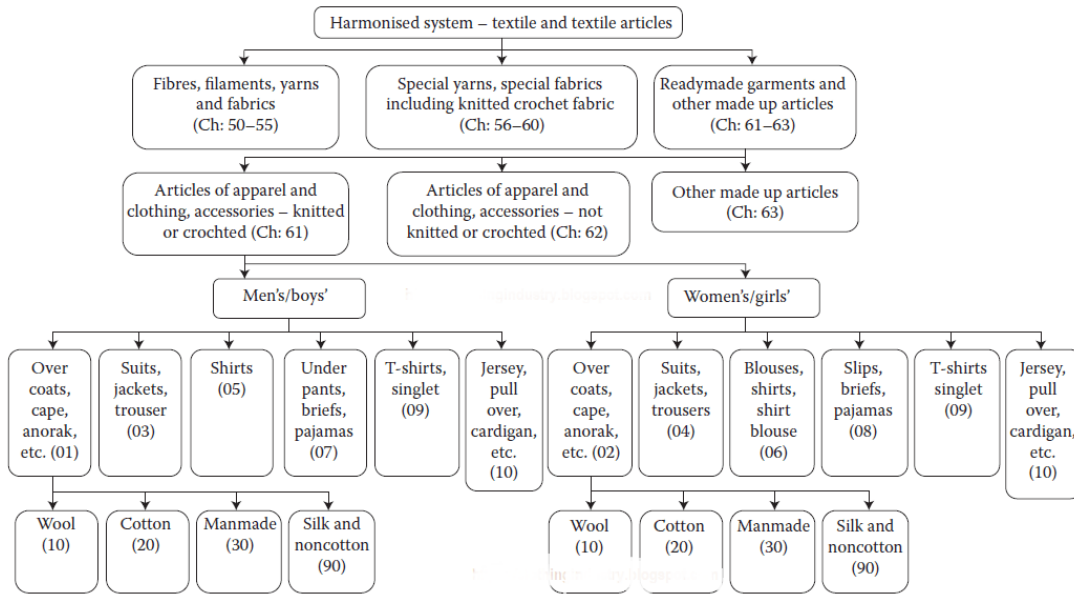 Harmonised system – textile and textile articles
Fibres, filaments, yarns
and fabrics
(Ch: 50–55)
Special yarns, special fabrics
including knitted crochet fabric
(Ch: 56–60)
Readymade garments and
other made up articles
(Ch: 61–63)
Articles of apparel and
clothing, accessories – knitted
or crochted (Ch: 61)
Articles of apparel and
clothing, accessories – not
knitted or crochted (Ch: 62)
Other made up articles
(Ch: 63)
Men's/boys'
Women's/girls'
Over
coats,
cape,
anorak,
etc. (01)
Suits,
jackets,
trouser
(03)
Shirts
(05)
Under
pants,
briefs,
pajamas
(07)
T-shirts,
singlet
(09)
Jersey,
pull
over,
cardigan,
etc.
(10)
Over
coats,
cape,
anorak,
etc. (02)
Suits,
jackets,
trousers
(04)
Blouses,
shirts,
shirt
blouse
(06)
Slips,
briefs,
pajamas
(08)
T-shirts
singlet
(09)
Jersey,
pull
over,
cardigan,
etc.
(10)
Wool
(10)
Cotton
(20)
Manmade
(30)
Silk and
noncotton
(90)
Wool
(10)
Cotton
(20)
Manmade
(30)
Silk and
noncotton
(90)